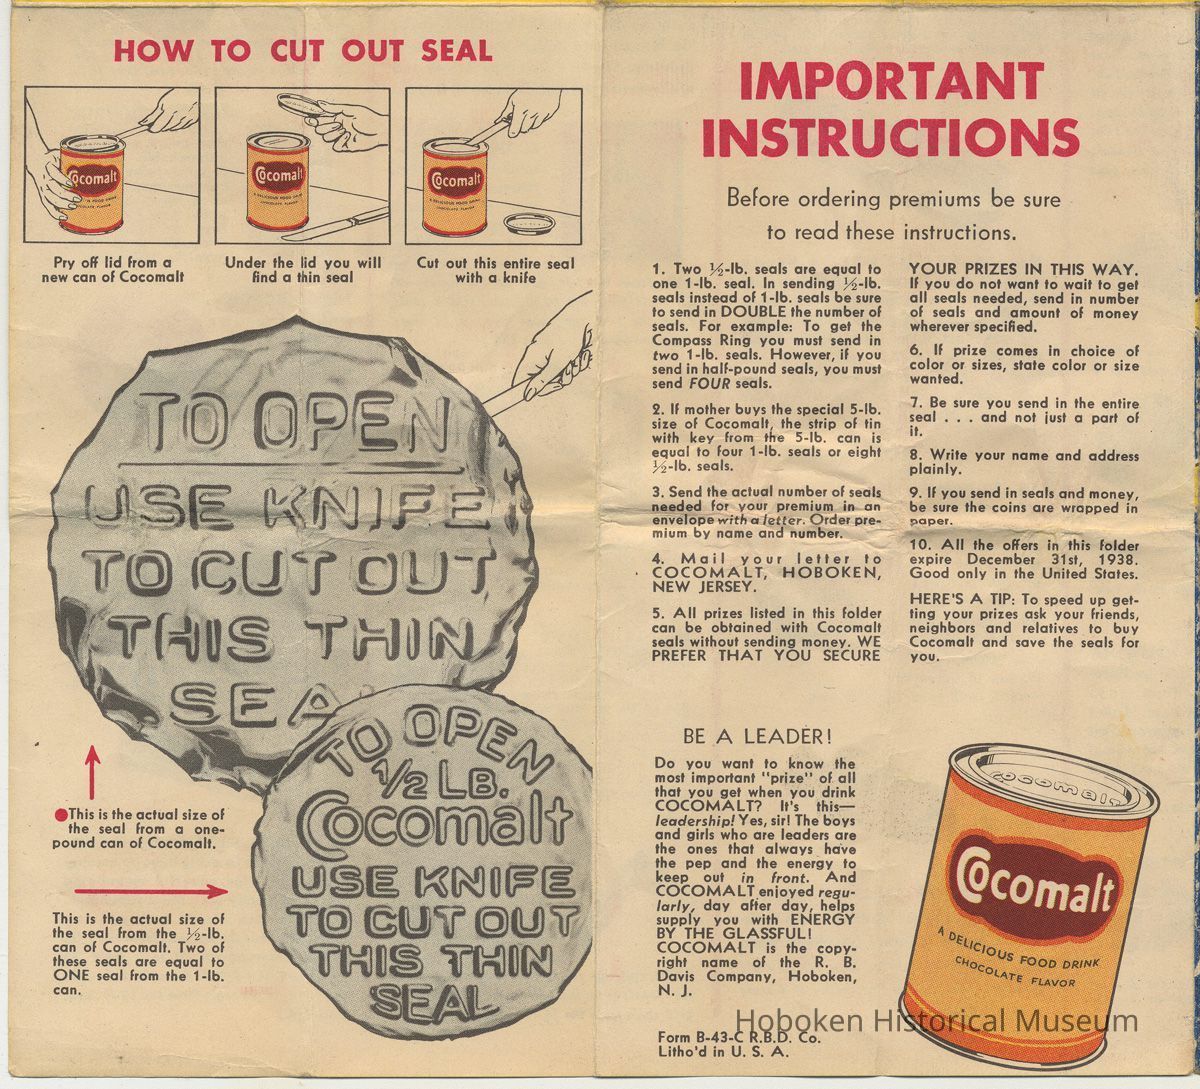 HOW TO CUT OUT SEAL
Cocomalt
A DELICIOUS FOOD DRINK
CHOCOLATE FLAVOR
Cocomalt
A DELICIOUS FOOD DRINK
CHOCOLATE FLAVOR
Cocomalt
A DELICIOUS FOOD DRINK
CHOCOLATE FLAVOR
Pry off lid from a
new can of Cocomalt
Under the lid you will
find a thin seal
Cut out this entire seal
with a knife
TO OPEN
USE KNIFE
TO CUT OUT
THIS THIN
SEA
TO OPEN
1/2 LB.
Cocomalt
USE KNIFE
TO CUT OUT
THIS THIN
SEAL
●This is the actual size of
the seal from a one-
pound can of Cocomalt.
This is the actual size of
the seal from the ½-lb.
can of Cocomalt. Two of
these seals are equal to
ONE seal from the 1-lb.
can.
IMPORTANT
INSTRUCTIONS
Before ordering premiums be sure
to read these instructions.
1. Two ½-lb. seals are equal to
one 1-lb. seal. In sending ½-lb.
seals instead of 1-lb. seals be sure
to send in DOUBLE the number of
seals. For example: To get the
Compass Ring you must send in
two 1-lb. seals. However, if you
send in half-pound seals, you must
send FOUR seals.
2. If mother buys the special 5-lb.
size of Cocomalt, the strip of tin
with key from the 5-lb. can is
equal to four 1-lb. seals or eight
½-lb. seals.
3. Send the actual number of seals
needed for your premium in an
envelope with a letter. Order pre-
mium by name and number.
4. Mail your letter to
COCOMALT, HOBOKEN,
NEW JERSEY.
5. All prizes listed in this folder
can be obtained with Cocomalt
seals without sending money. WE
PREFER THAT YOU SECURE
YOUR PRIZES IN THIS WAY.
If you do not want to wait to get
all seals needed, send in number
of seals and amount of money
wherever specified.
6. If prize comes in choice of
color or sizes, state color or size
wanted.
7. Be sure you send in the entire
seal . . . and not just a part of
it.
8. Write your name and address
plainly.
9. If you send in seals and money,
be sure the coins are wrapped in
paper.
10. All the offers in this folder
expire December 31st, 1938.
Good only in the United States.
HERE'S A TIP: To speed up get-
ting your prizes ask your friends,
neighbors and relatives to buy
Cocomalt and save the seals for
you.
BE A LEADER!
Do you want to know the
most important "prize" of all
that you get when you drink
COCOMALT? It's this—
leadership! Yes, sir! The boys
and girls who are leaders are
the ones that always have
the pep and the energy to
keep out in front. And
COCOMALT enjoyed regu-
larly, day after day, helps
supply you with ENERGY
BY THE GLASSFUL!
COCOMALT is the copy-
right name of the R. B.
Davis Company, Hoboken,
N. J.
Form B-43-C R.B.D. Co.
Litho'd in U. S. A.
cocomalt
Cocomalt
A DELICIOUS FOOD DRINK
CHOCOLATE FLAVOR
Hoboken Historical Museum